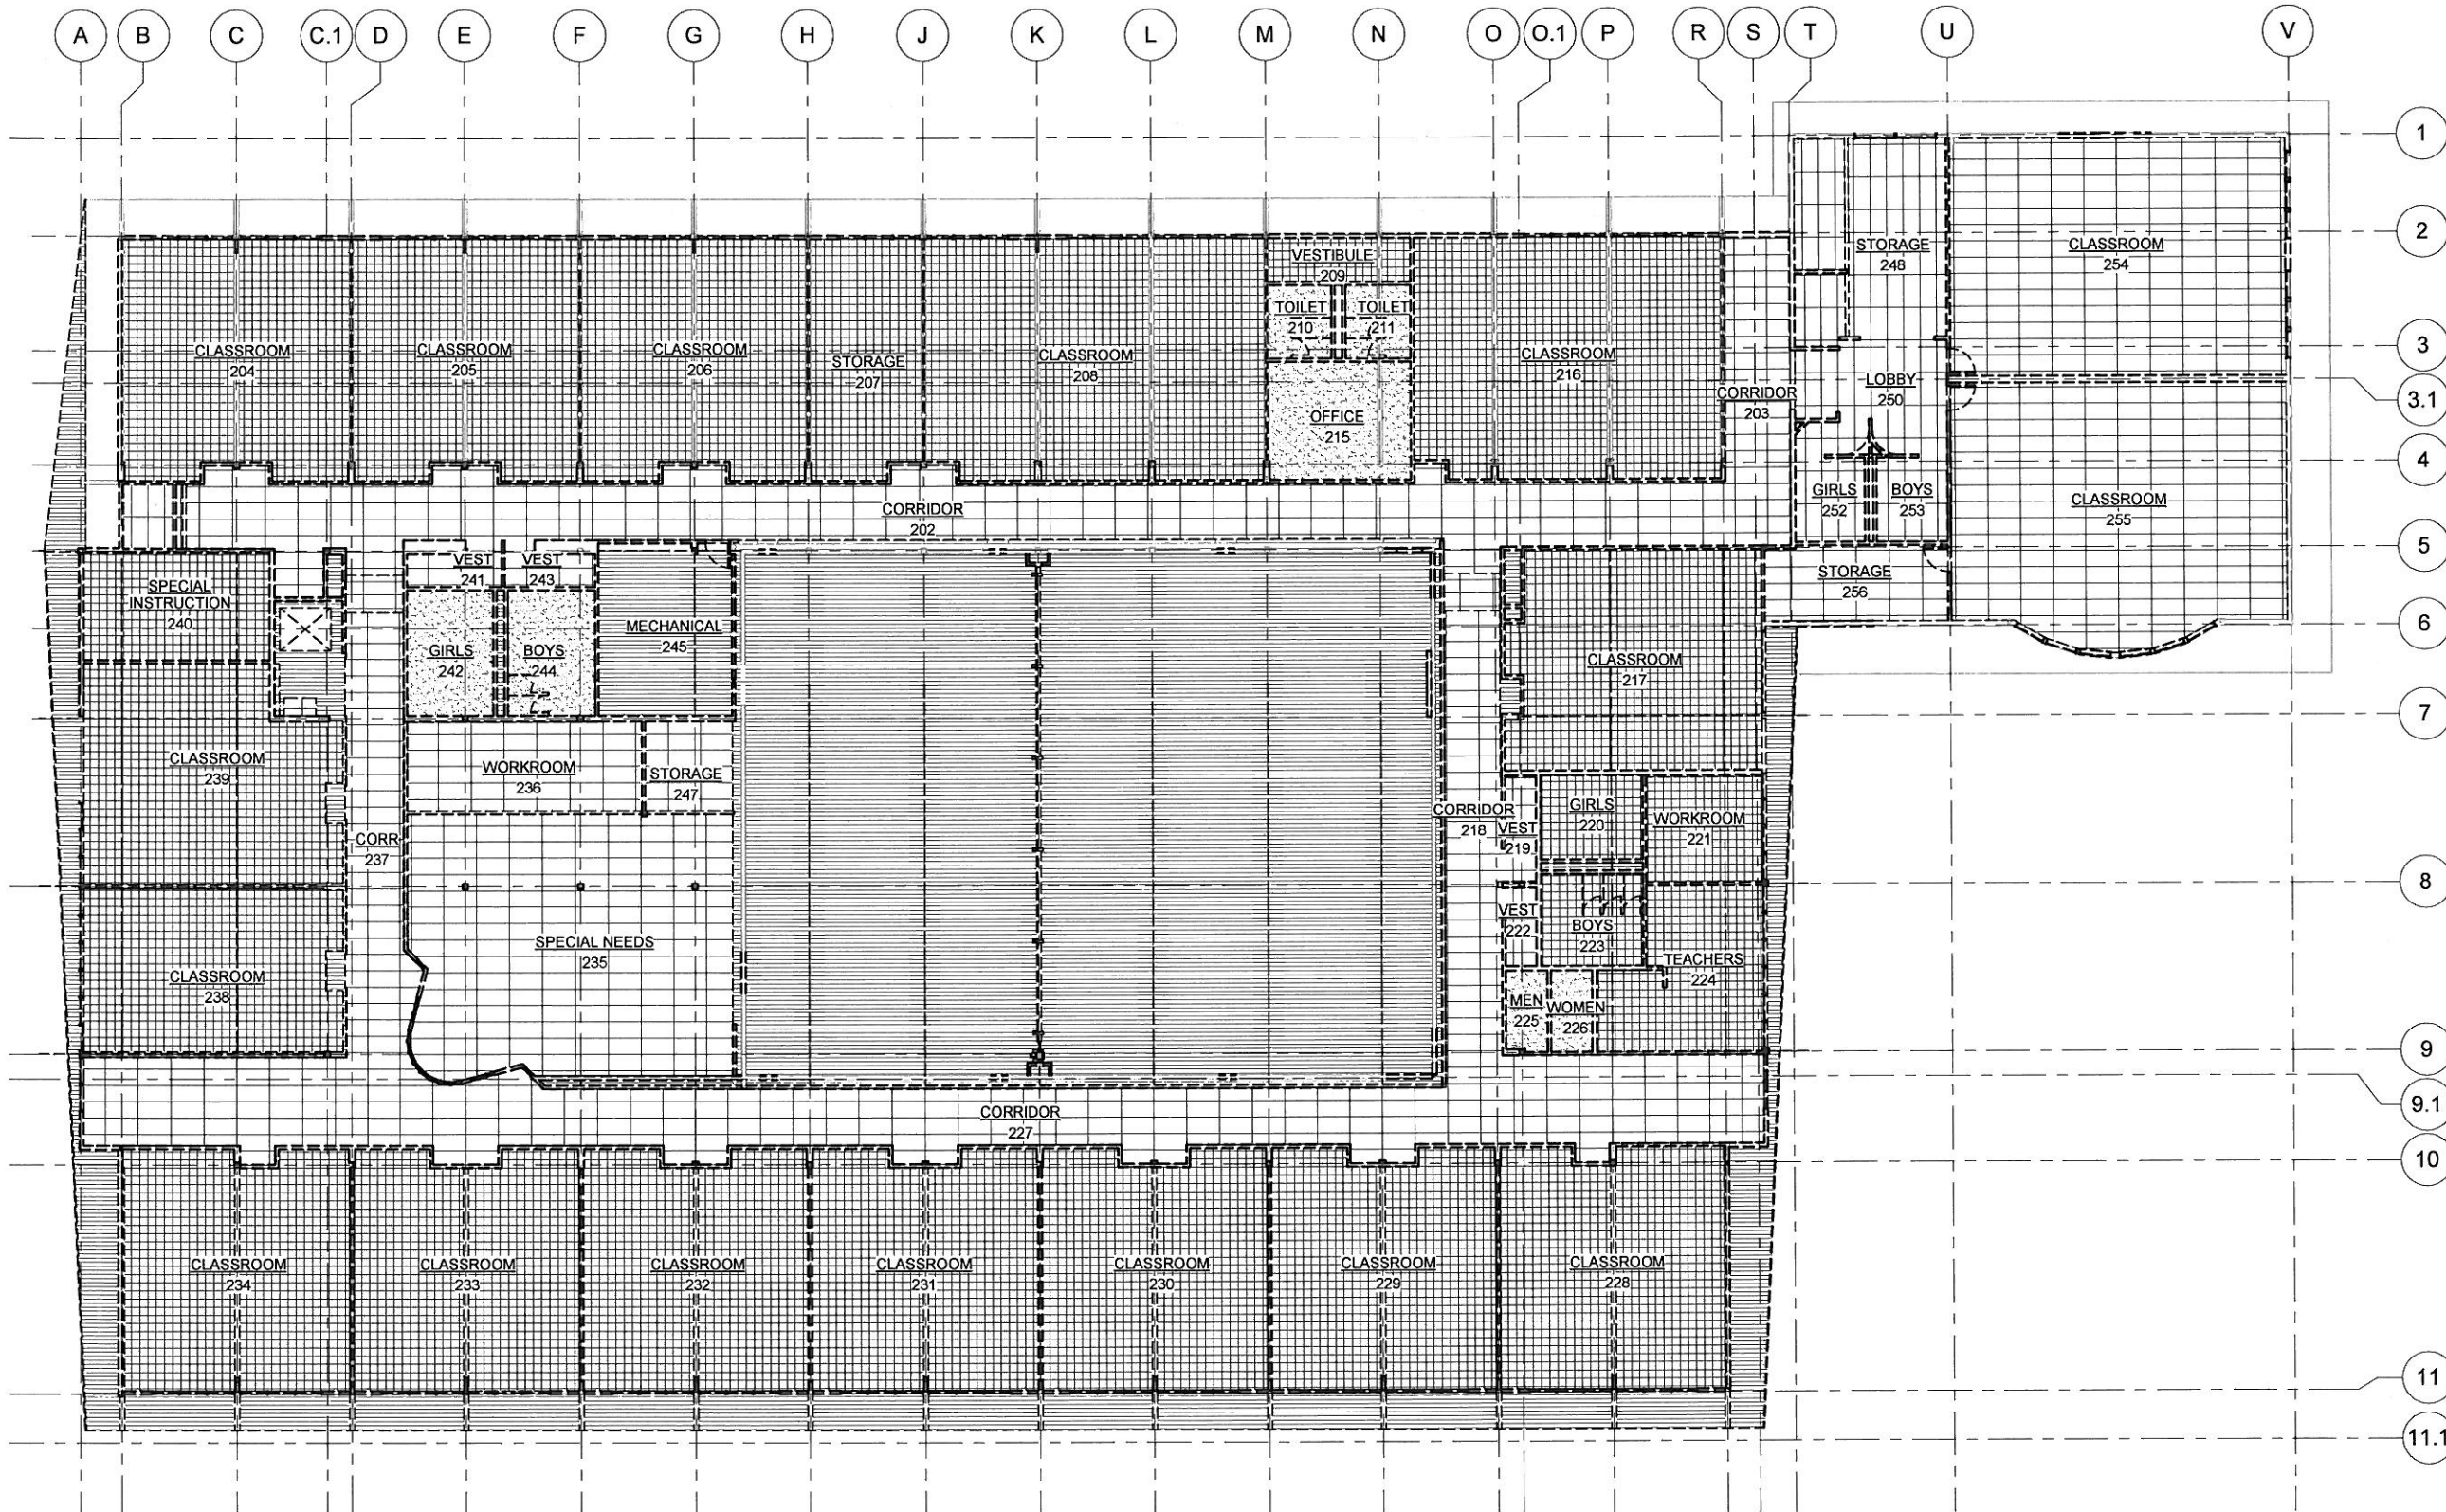 A
B
C
C.1
D
E
F
G
H
J
K
L
M
N
O
O.1
P
R
S
T
U
V
1
2
3
3.1
4
5
6
7
8
9
9.1
10
11
11.1
VESTIBULE
209
STORAGE
248
CLASSROOM
254
TOILET
210
TOILET
211
CLASSROOM
204
CLASSROOM
205
CLASSROOM
206
STORAGE
207
CLASSROOM
208
OFFICE
215
CLASSROOM
216
CORRIDOR
203
LOBBY
250
GIRLS
252
BOYS
253
CLASSROOM
255
CORRIDOR
202
SPECIAL
INSTRUCTION
240
VEST
241
VEST
243
STORAGE
256
GIRLS
242
BOYS
244
MECHANICAL
245
CLASSROOM
217
CLASSROOM
239
WORKROOM
236
STORAGE
247
CORR
237
CORRIDOR
218
VEST
219
GIRLS
220
WORKROOM
221
VEST
222
BOYS
223
TEACHERS
224
CLASSROOM
238
SPECIAL NEEDS
235
MEN
225
WOMEN
226
CORRIDOR
227
CLASSROOM
234
CLASSROOM
233
CLASSROOM
232
CLASSROOM
231
CLASSROOM
230
CLASSROOM
229
CLASSROOM
228